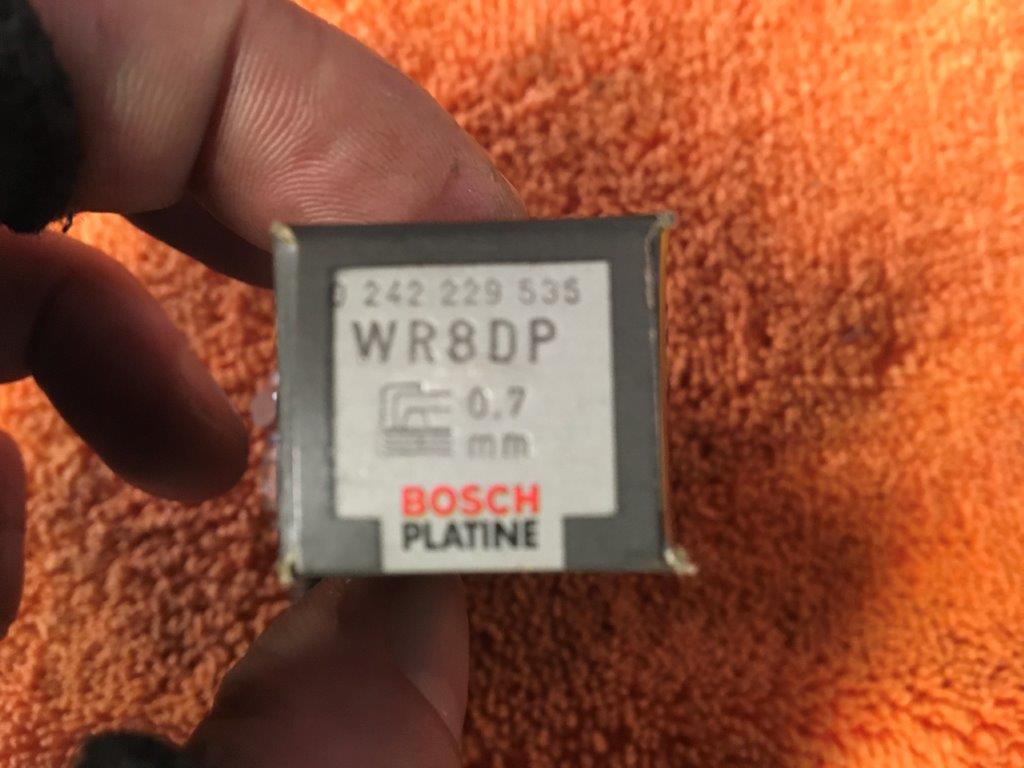 0 242 229 535
WR8DP
0.7
mm
BOSCH
PLATINE